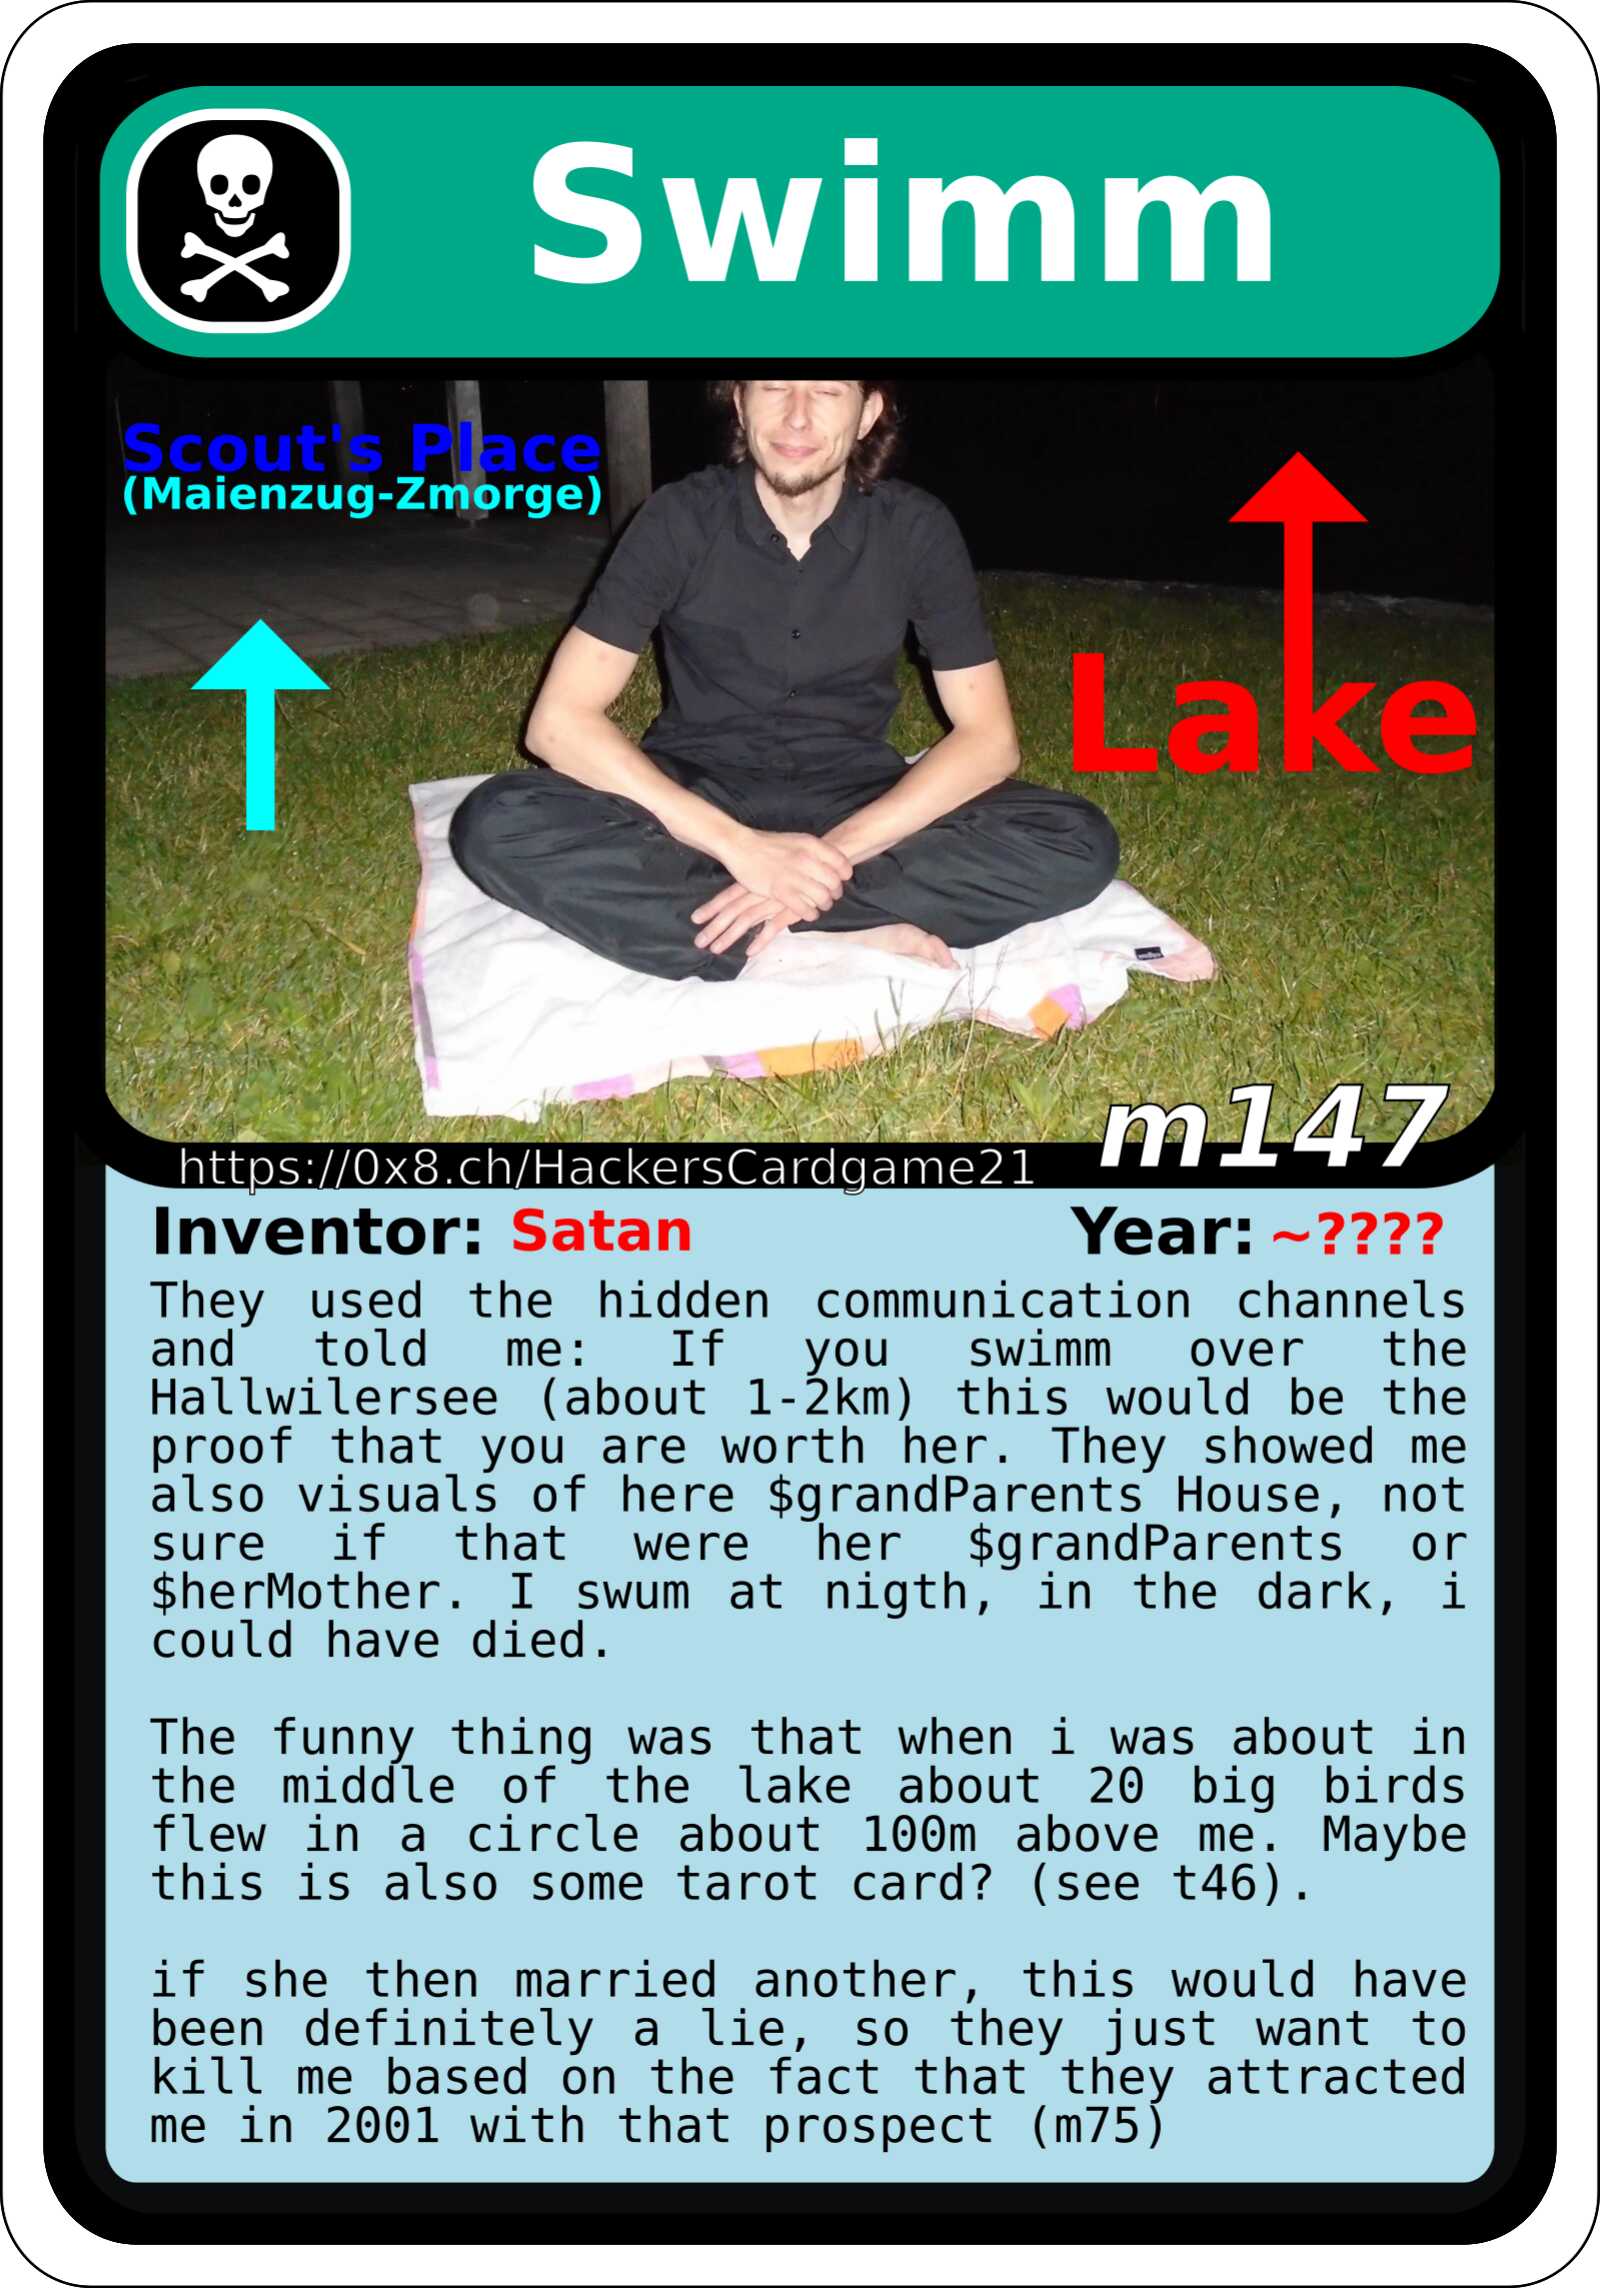 Swimm
Scout's Place
(Maienzug-Zmorge)
Lake
m147
https://0x8.ch/HackersCardgame21
Inventor: Satan
Year: ~????
They used the hidden communication channels
and told me: If you swimm over the
Hallwilersee (about 1-2km) this would be the
proof that you are worth her. They showed me
also visuals of here $grandParents House, not
sure if that were her $grandParents or
$herMother. I swum at nigth, in the dark, i
could have died.
The funny thing was that when i was about in
the middle of the lake about 20 big birds
flew in a circle about 100m above me. Maybe
this is also some tarot card? (see t46).
if she then married another, this would have
been definitely a lie, so they just want to
kill me based on the fact that they attracted
me in 2001 with that prospect (m75)